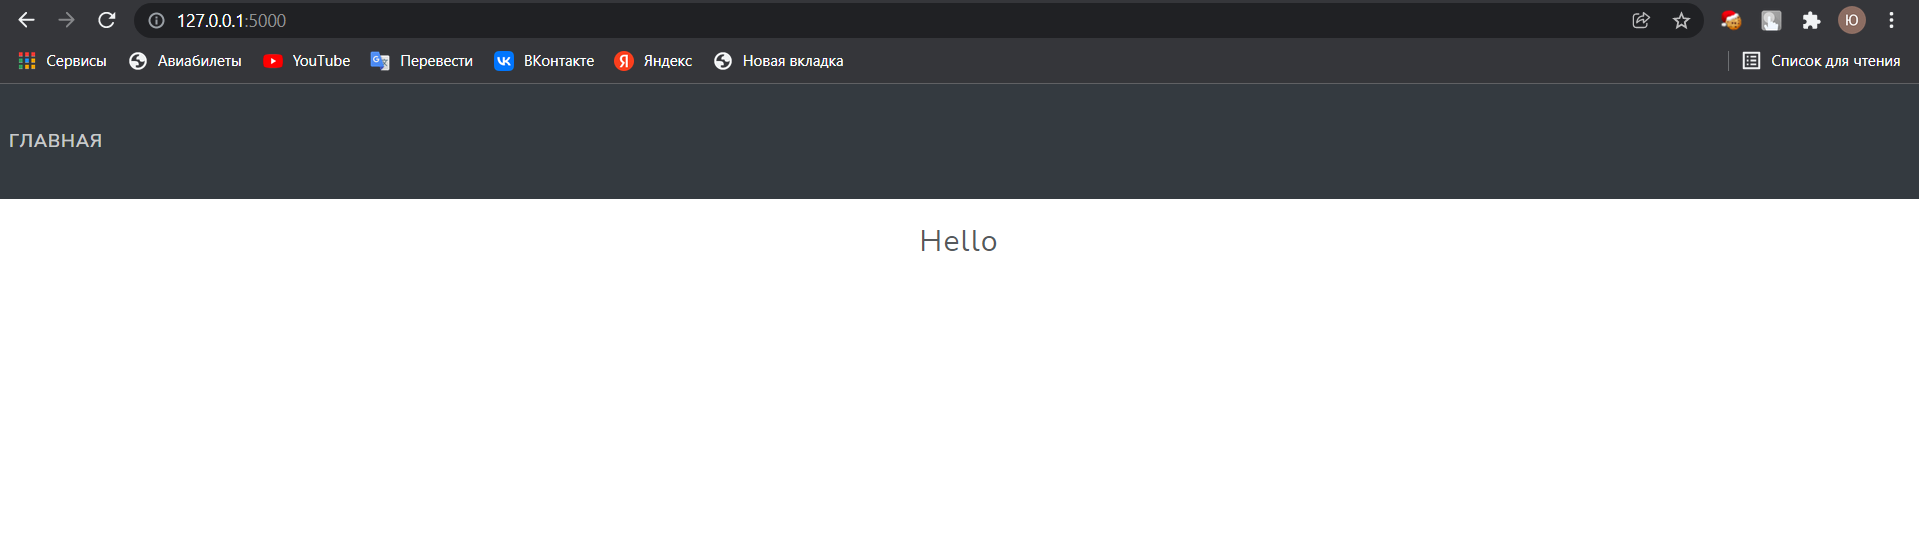 127.0.0.1:5000
Ю
Сервисы Авиабилеты YouTube Перевести ВКонтакте Яндекс Новая вкладка Список для чтения
ГЛАВНАЯ
Hello